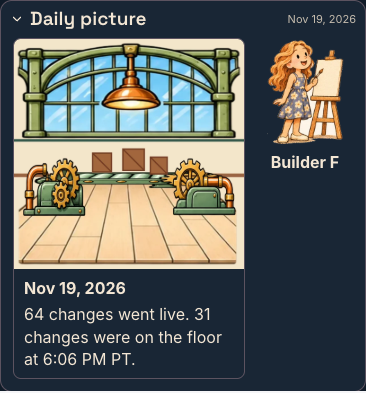 Daily picture
Nov 19, 2026
Builder F
Nov 19, 2026
64 changes went live. 31
changes were on the floor
at 6:06 PM PT.